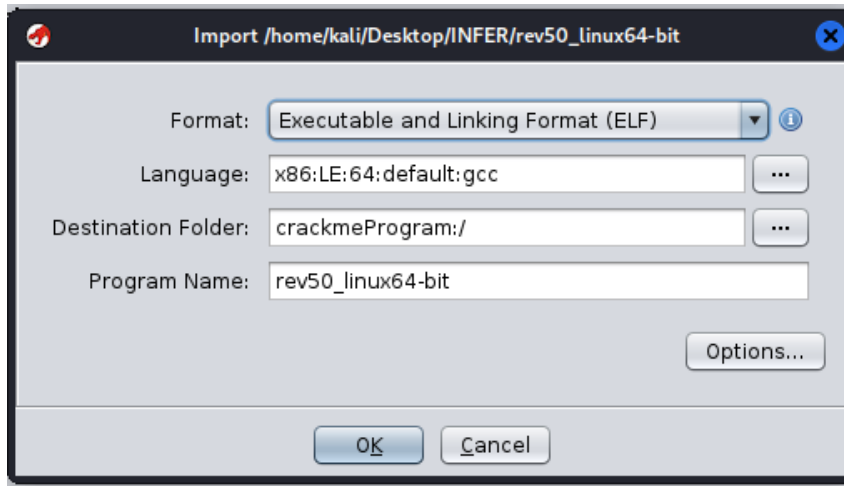 Import /home/kali/Desktop/INFER/rev50_linux64-bit
Format: Executable and Linking Format (ELF)
Language: x86:LE:64:default:gcc ...
Destination Folder: crackmeProgram:/ ...
Program Name: rev50_linux64-bit
Options...
OK Cancel